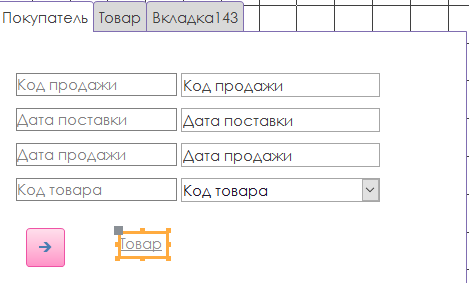 Покупатель Товар Вкладка143
Код продажи Код продажи
Дата поставки Дата поставки
Дата продажи Дата продажи
Код товара Код товара
Товар